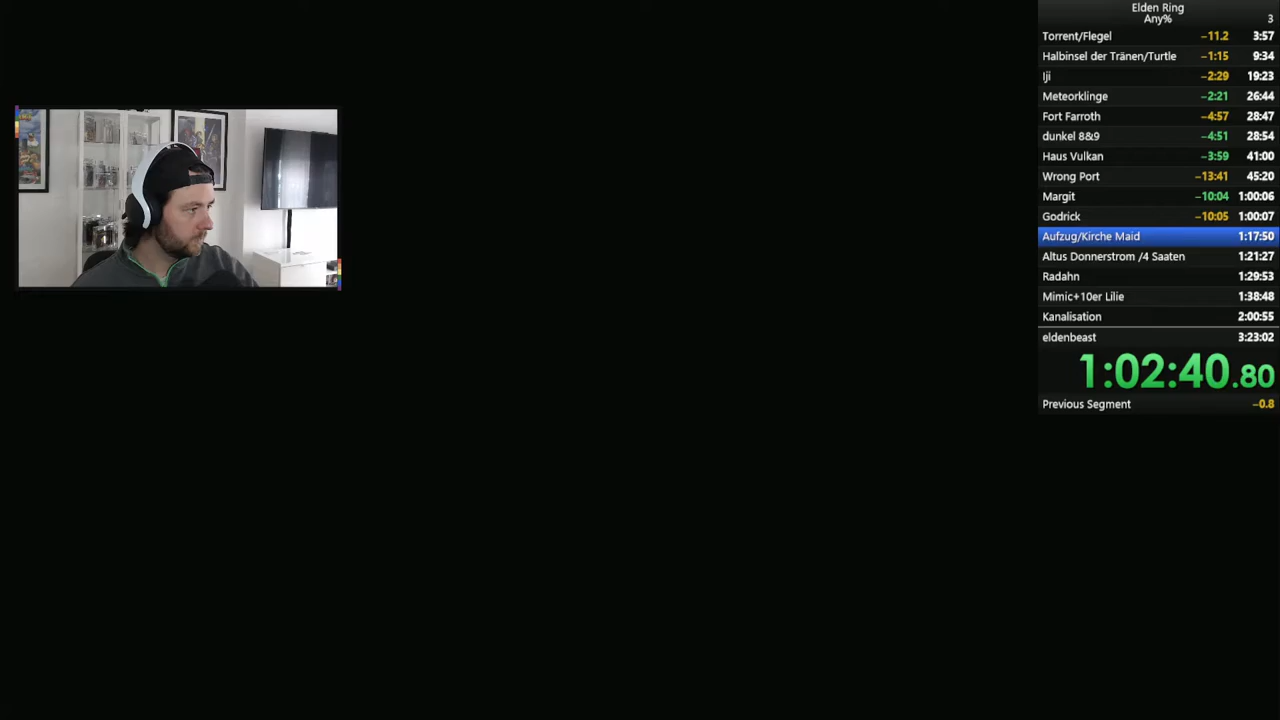 Elden Ring
Any% 3
Torrent/Flegel −11.2 3:57
Halbinsel der Tränen/Turtle −1:15 9:34
Iji −2:29 19:23
Meteorklinge −2:21 26:44
Fort Farroth −4:57 28:47
dunkel 8&9 −4:51 28:54
Haus Vulkan −3:59 41:00
Wrong Port −13:41 45:20
Margit −10:04 1:00:06
Godrick −10:05 1:00:07
Aufzug/Kirche Maid 1:17:50
Altus Donnerstrom /4 Saaten 1:21:27
Radahn 1:29:53
Mimic+10er Lilie 1:38:48
Kanalisation 2:00:55
eldenbeast 3:23:02
1:02:40.80
Previous Segment −0.8